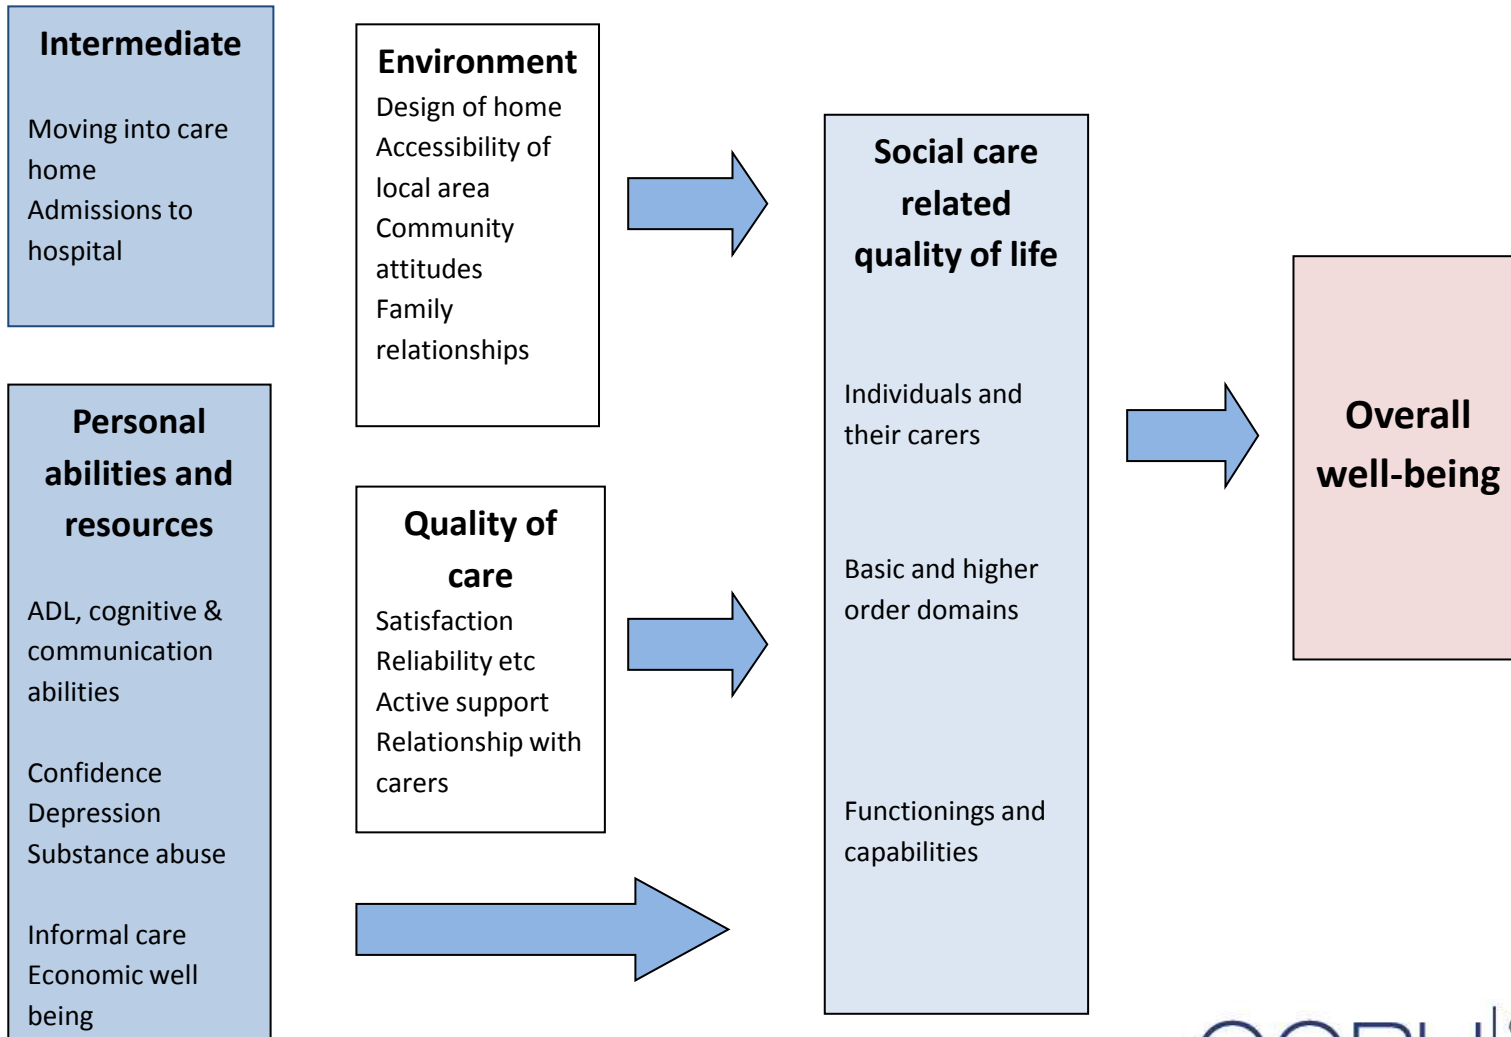 Intermediate
Moving into care
home
Admissions to
hospital
Personal
abilities and
resources
ADL, cognitive &
communication
abilities
Confidence
Depression
Substance abuse
Informal care
Economic well
being
Environment
Design of home
Accessibility of
local area
Community
attitudes
Family
relationships
Quality of
care
Satisfaction
Reliability etc
Active support
Relationship with
carers
Social care
related
quality of life
Individuals and
their carers
Basic and higher
order domains
Functionings and
capabilities
Overall
well-being